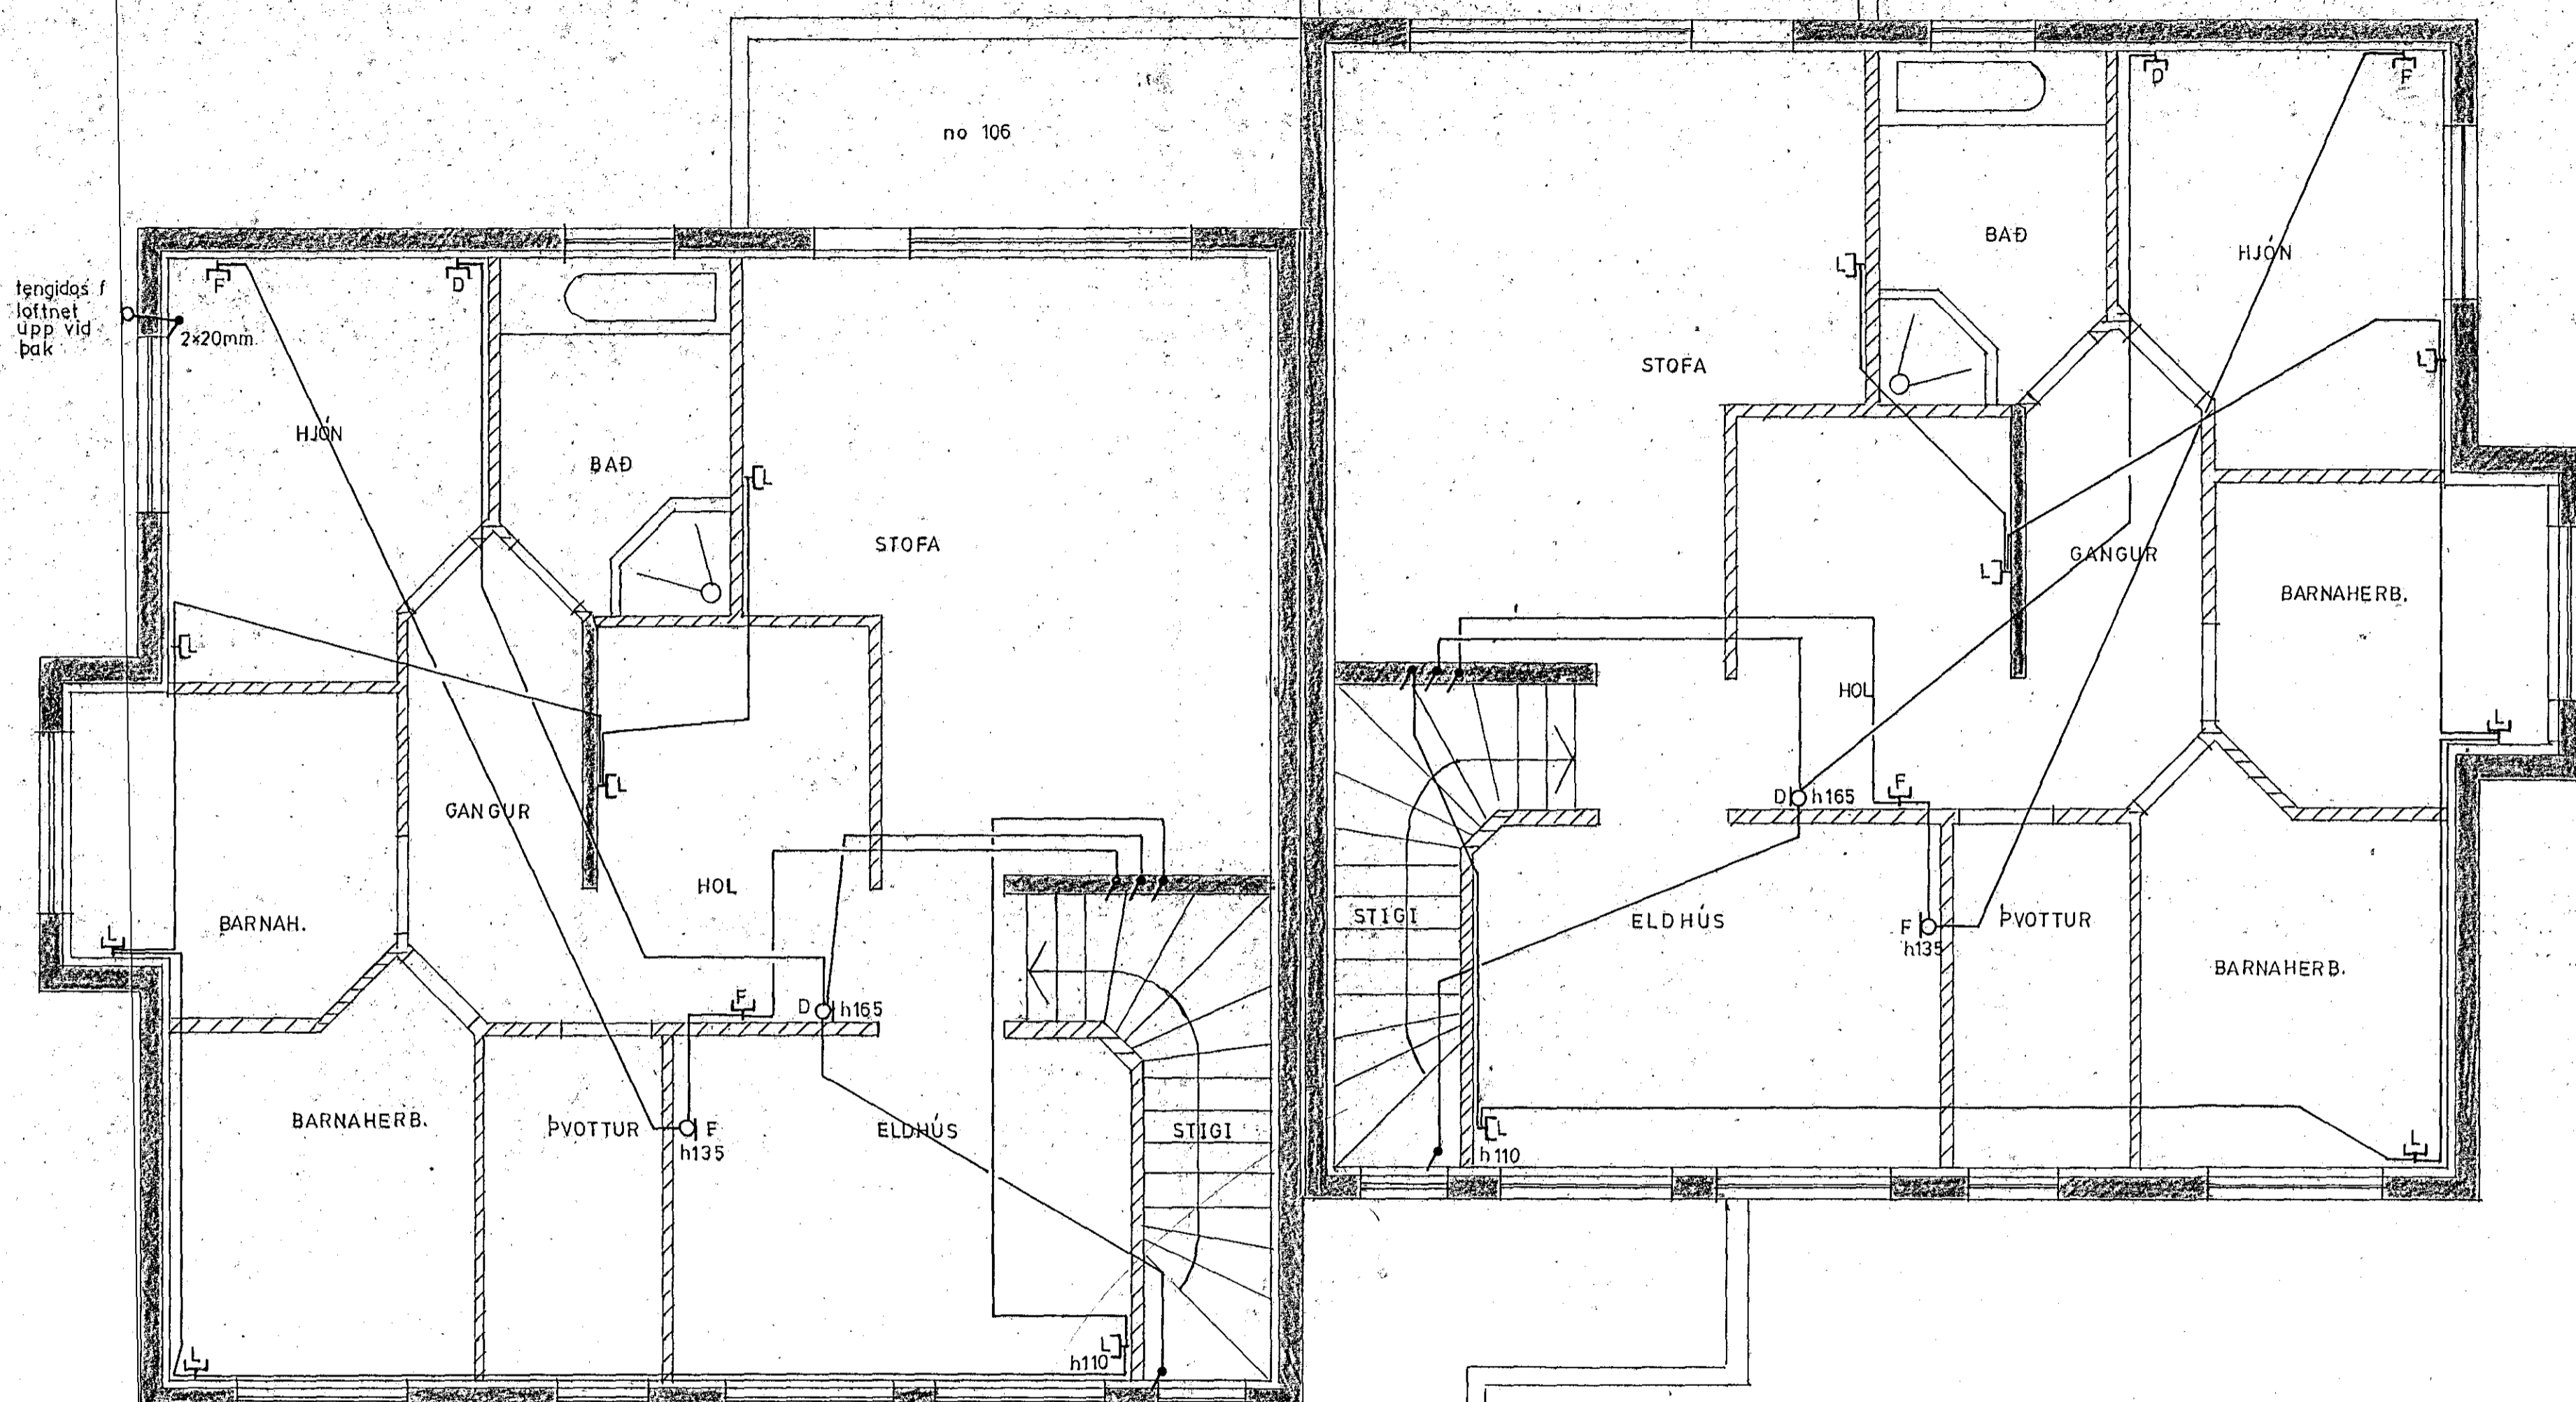 no 106
F
D
tengidos f
loftnet
upp vid
þak
2×20mm
HJÓN
BAÐ
L
STOFA
L
L
GANGUR
HOL
BARNAH.
L
F
D h165
BARNAHERB.
ÞVOTTUR
F
h135
ELDHÚS
STIGI
L
h110
L
D
F
BAÐ
HJÓN
L
STOFA
L
GANGUR
L
BARNAHERB.
HOL
L
D h165
F
STIGI
ELDHÚS
F
h135
ÞVOTTUR
BARNAHERB.
L
h110
L